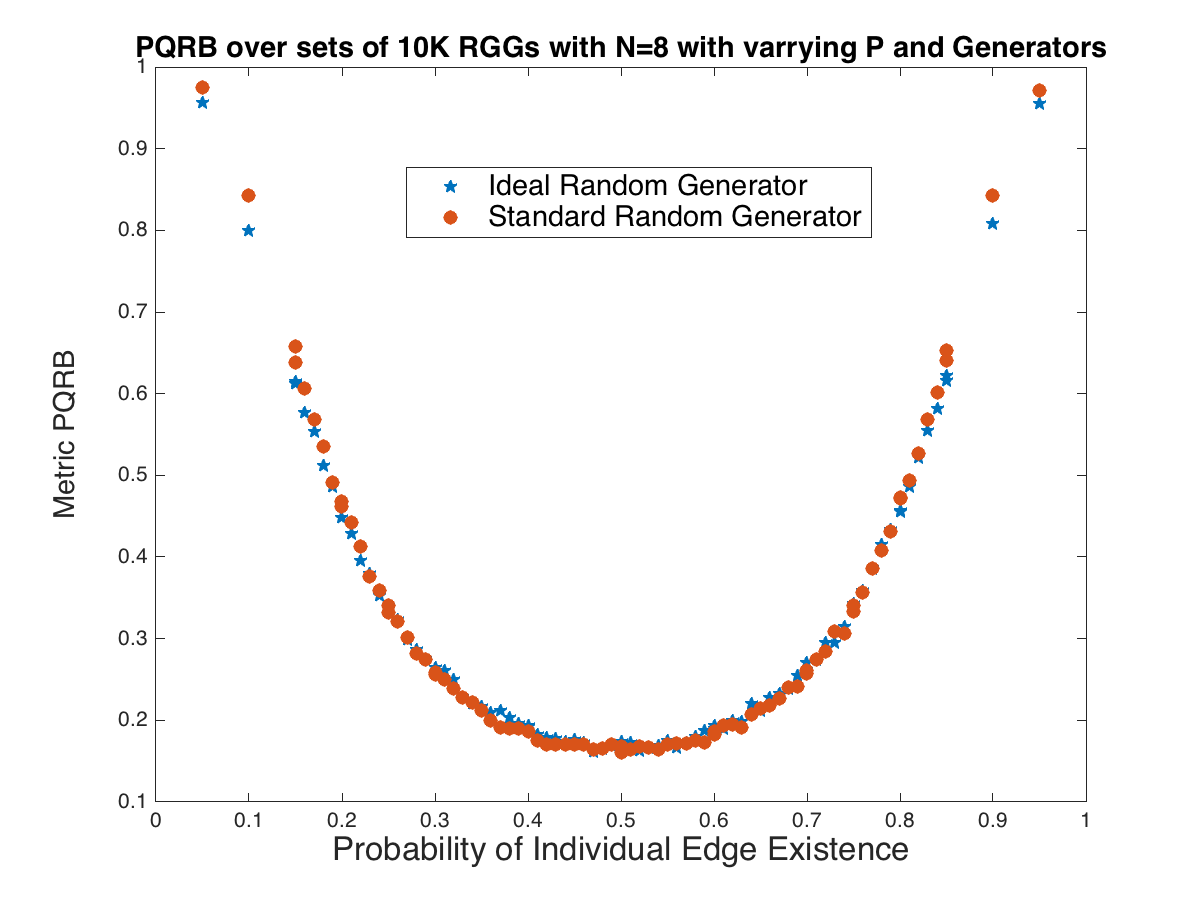 PQRB over sets of 10K RGGs with N=8 with varrying P and Generators
1
0.9
0.8
0.7
0.6
0.5
0.4
0.3
0.2
0.1
Metric PQRB
Ideal Random Generator
Standard Random Generator
0 0.1 0.2 0.3 0.4 0.5 0.6 0.7 0.8 0.9 1
Probability of Individual Edge Existence